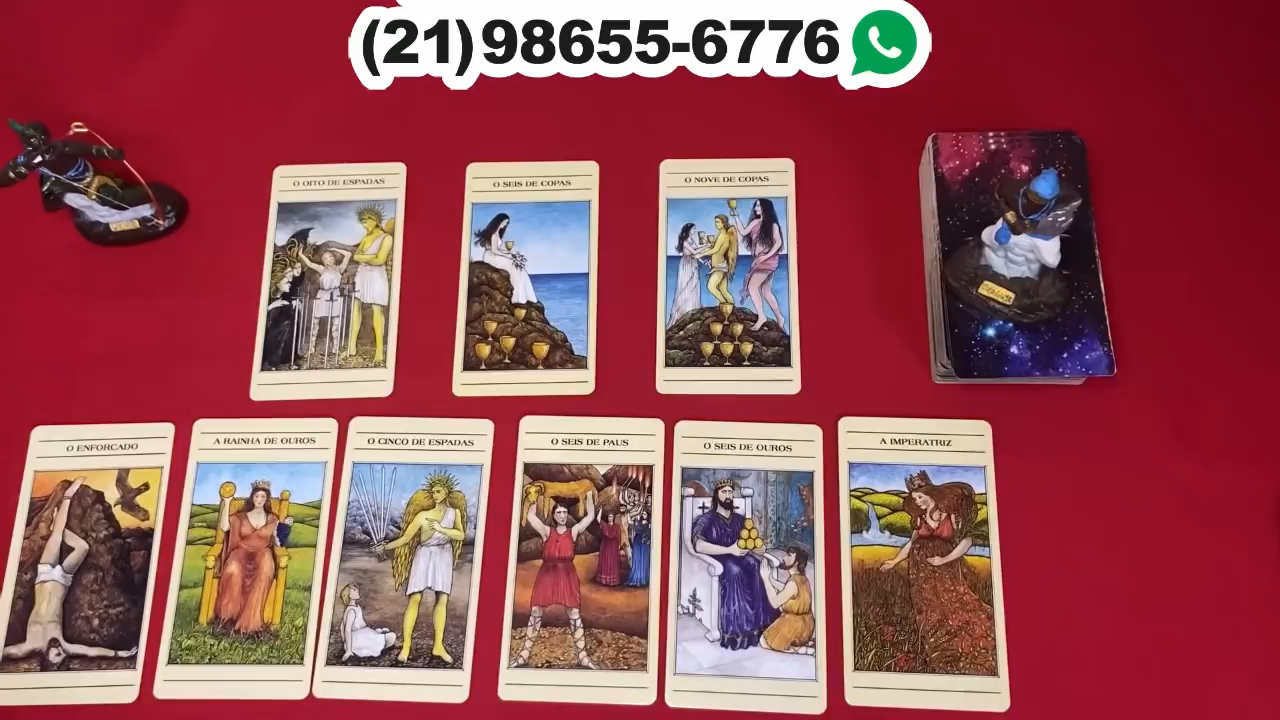 (21)98655-6776
O OITO DE ESPADAS
O SEIS DE COPAS
O NOVE DE COPAS
O ENFORCADO
A RAINHA DE OUROS
O CINCO DE ESPADAS
O SEIS DE PAUS
O SEIS DE OUROS
A IMPERATRIZ